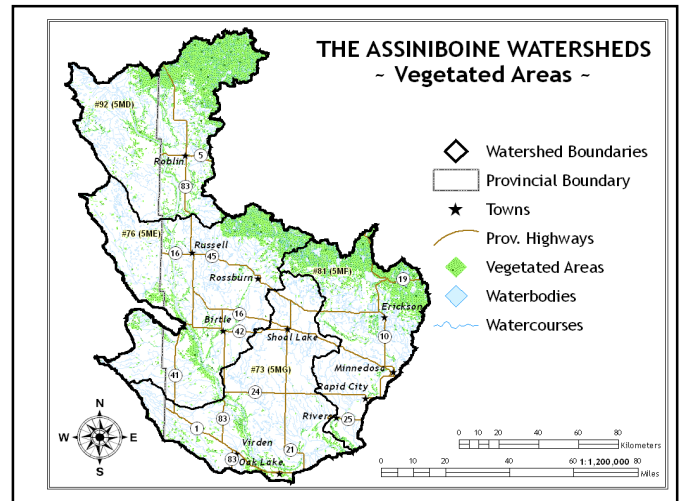 THE ASSINIBOINE WATERSHEDS
~ Vegetated Areas ~
#92 (5MD)
Roblin
5
83
Watershed Boundaries
Provincial Boundary
Towns
Prov. Highways
Vegetated Areas
Waterbodies
Watercourses
#76 (5ME)
16
Russell
45
Rossburn
#81 (5MF)
19
Erickson
16
Birtle
42
Shoal Lake
10
Minnedosa
#73 (5MG)
41
24
Rapid City
83
Rivers
25
1
Virden
21
83
Oak Lake
N
W
E
S
0 10 20 40 60 80
Kilometers
1:1,200,000
0 10 20 40 60 80
Miles